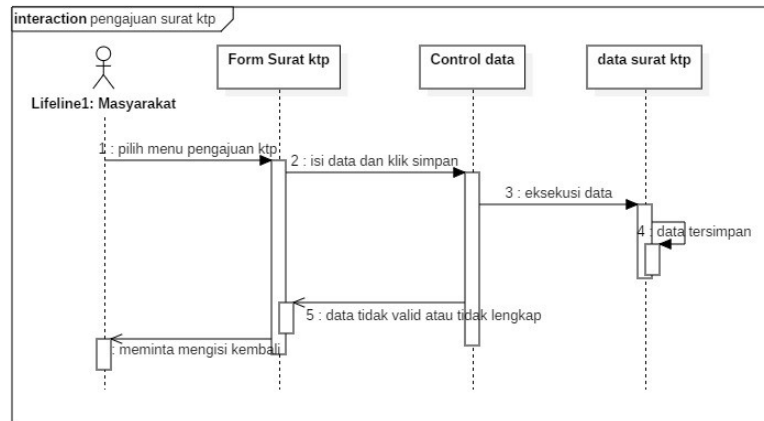 interaction pengajuan surat ktp
Form Surat ktp
Control data
data surat ktp
Lifeline1: Masyarakat
1 : pilih menu pengajuan ktp
2 : isi data dan klik simpan
3 : eksekusi data
4 : data tersimpan
5 : data tidak valid atau tidak lengkap
: meminta mengisi kembali